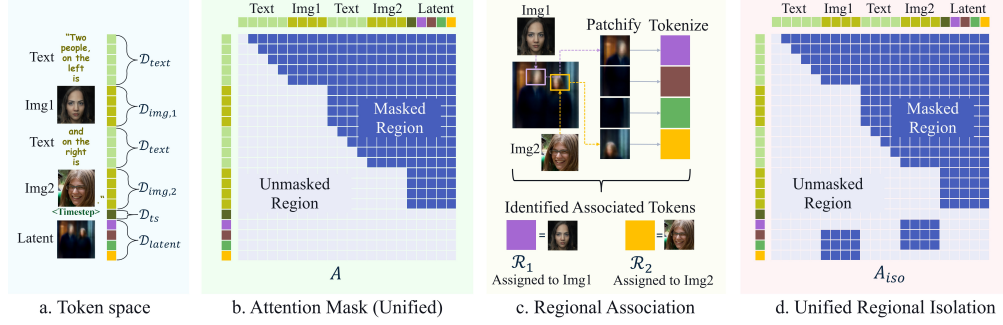 Text
"Two
people,
on the
left
is
𝒟text
Img1
𝒟img,1
Text
and
on the
right
is
𝒟text
Img2
."
𝒟img,2
<Timestep>
𝒟ts
Latent
𝒟latent
a. Token space
Text Img1 Text Img2 Latent
Masked
Region
Unmasked
Region
A
b. Attention Mask (Unified)
Img1
Patchify Tokenize
Img2
Identified Associated Tokens
= =
ℛ1 ℛ2
Assigned to Img1 Assigned to Img2
c. Regional Association
Text Img1 Text Img2 Latent
Masked
Region
Unmasked
Region
Aiso
d. Unified Regional Isolation